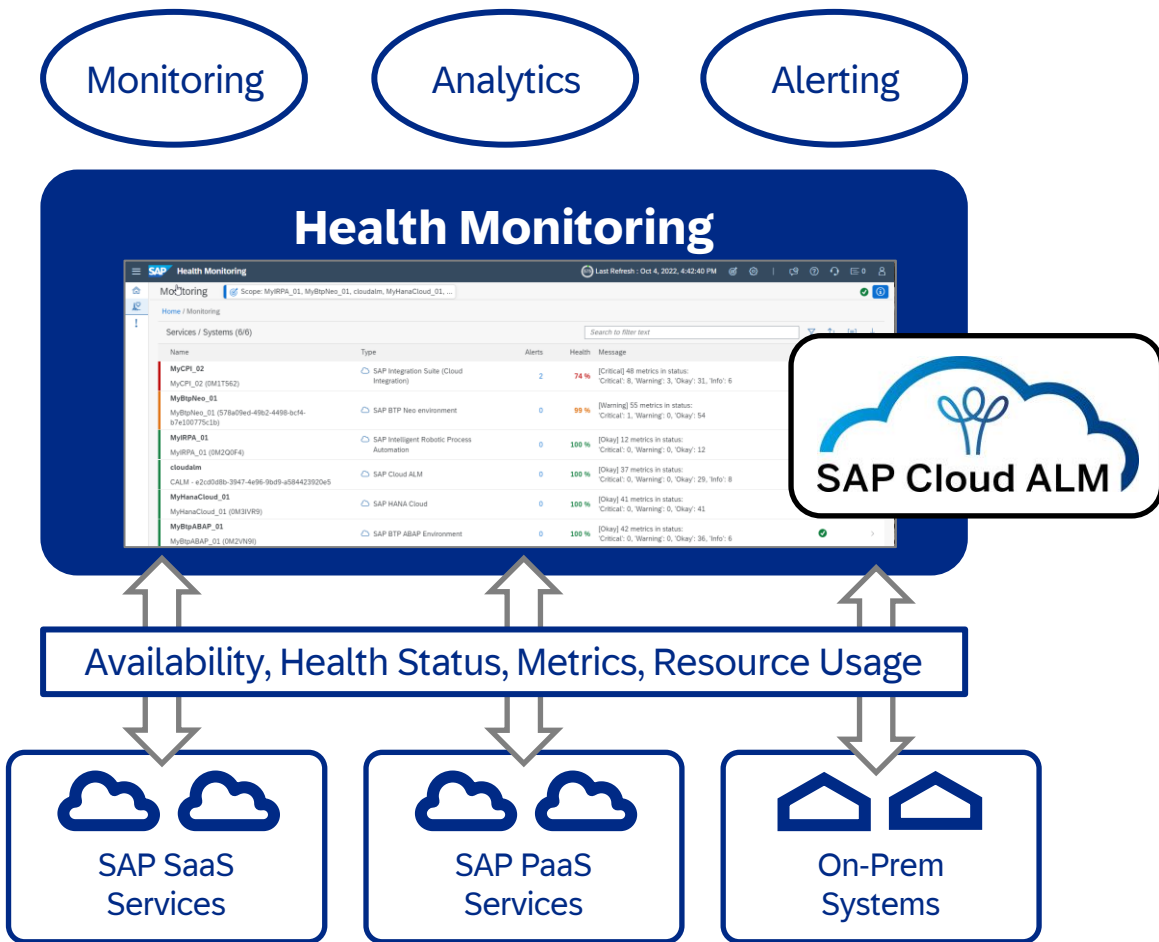 Monitoring
Analytics
Alerting
Health Monitoring
SAP Health Monitoring
Last Refresh : Oct 4, 2022, 4:42:40 PM
0
Scope: MyIRPA_01, MyBtpNeo_01, cloudalm, MyHanaCloud_01, ...
Home / Monitoring
Services / Systems (6/6)
Search to filter text
Name Type Alerts Health Message
MyCPI_02
MyCPI_02 (0M1T562)
SAP Integration Suite (Cloud
Integration)
2
74 %
[Critical] 48 metrics in status:
'Critical': 8, 'Warning': 3, 'Okay': 31, 'Info': 6
MyBtpNeo_01
MyBtpNeo_01 (578a09ed-49b2-4498-bcf4-
b7e100775c1b)
SAP BTP Neo environment
0
99 %
[Warning] 55 metrics in status:
'Critical': 1, 'Warning': 0, 'Okay': 54
MyIRPA_01
MyIRPA_01 (0M2Q0F4)
SAP Intelligent Robotic Process
Automation
0
100 %
[Okay] 12 metrics in status:
'Critical': 0, 'Warning': 0, 'Okay': 12
cloudalm
CALM - e2cd0d8b-3947-4e96-9bd9-a584423920e5
SAP Cloud ALM
0
100 %
[Okay] 37 metrics in status:
'Critical': 0, 'Warning': 0, 'Okay': 29, 'Info': 8
MyHanaCloud_01
MyHanaCloud_01 (0M3IVR9)
SAP HANA Cloud
0
100 %
[Okay] 41 metrics in status:
'Critical': 0, 'Warning': 0, 'Okay': 41
MyBtpABAP_01
MyBtpABAP_01 (0M2VN9I)
SAP BTP ABAP Environment
0
100 %
[Okay] 42 metrics in status:
'Critical': 0, 'Warning': 0, 'Okay': 36, 'Info': 6
SAP Cloud ALM
Availability, Health Status, Metrics, Resource Usage
SAP SaaS
Services
SAP PaaS
Services
On-Prem
Systems